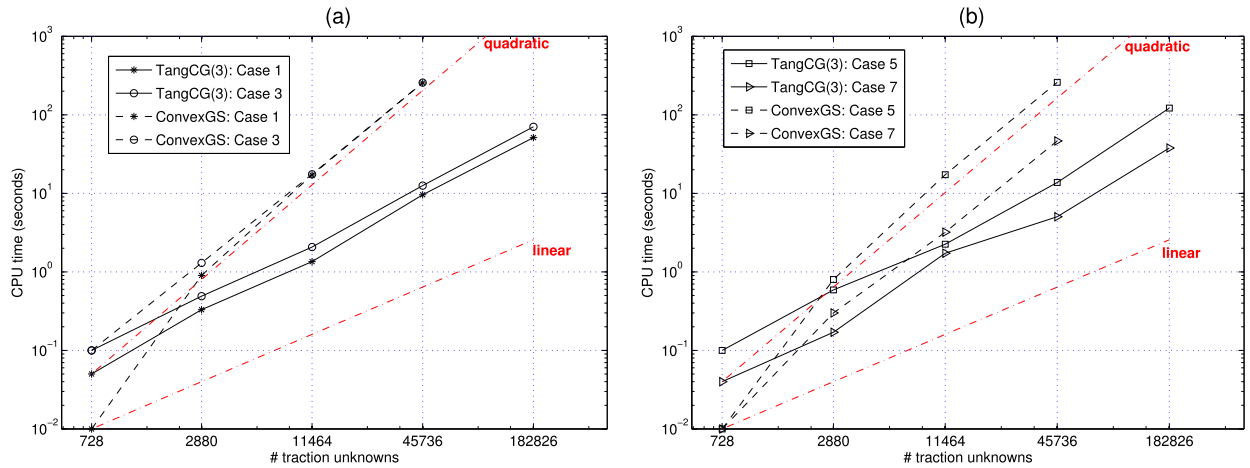 (a)
10^3
10^2
10^1
10^0
10^-1
10^-2
CPU time (seconds)
TangCG(3): Case 1
TangCG(3): Case 3
ConvexGS: Case 1
ConvexGS: Case 3
quadratic
linear
728
2880
11464
45736
182826
# traction unknowns
(b)
10^3
10^2
10^1
10^0
10^-1
10^-2
CPU time (seconds)
TangCG(3): Case 5
TangCG(3): Case 7
ConvexGS: Case 5
ConvexGS: Case 7
quadratic
linear
728
2880
11464
45736
182826
# traction unknowns